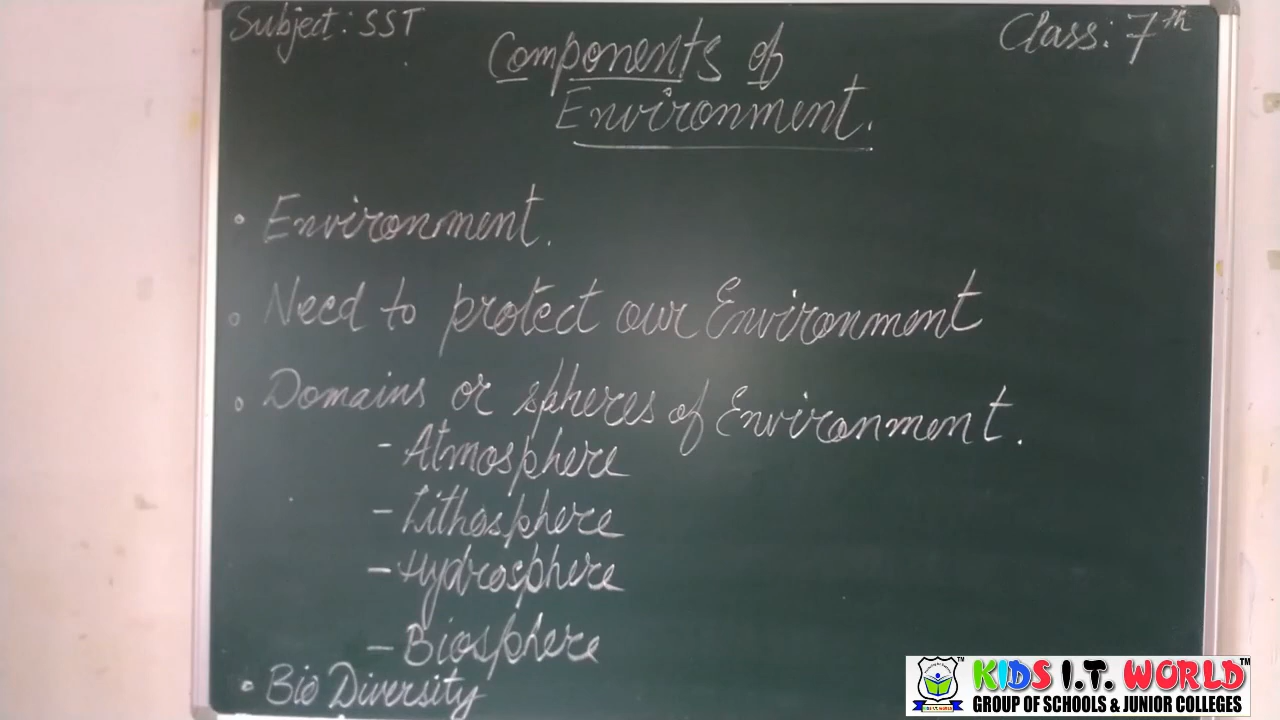 Subject: SST
Class: 7th
Components of
Environment.
• Environment.
• Need to protect our Environment
• Domains or spheres of Environment.
- Atmosphere
- Lithosphere
- Hydrosphere
- Biosphere
• Bio Diversity
KIDS I.T. WORLD™
GROUP OF SCHOOLS & JUNIOR COLLEGES